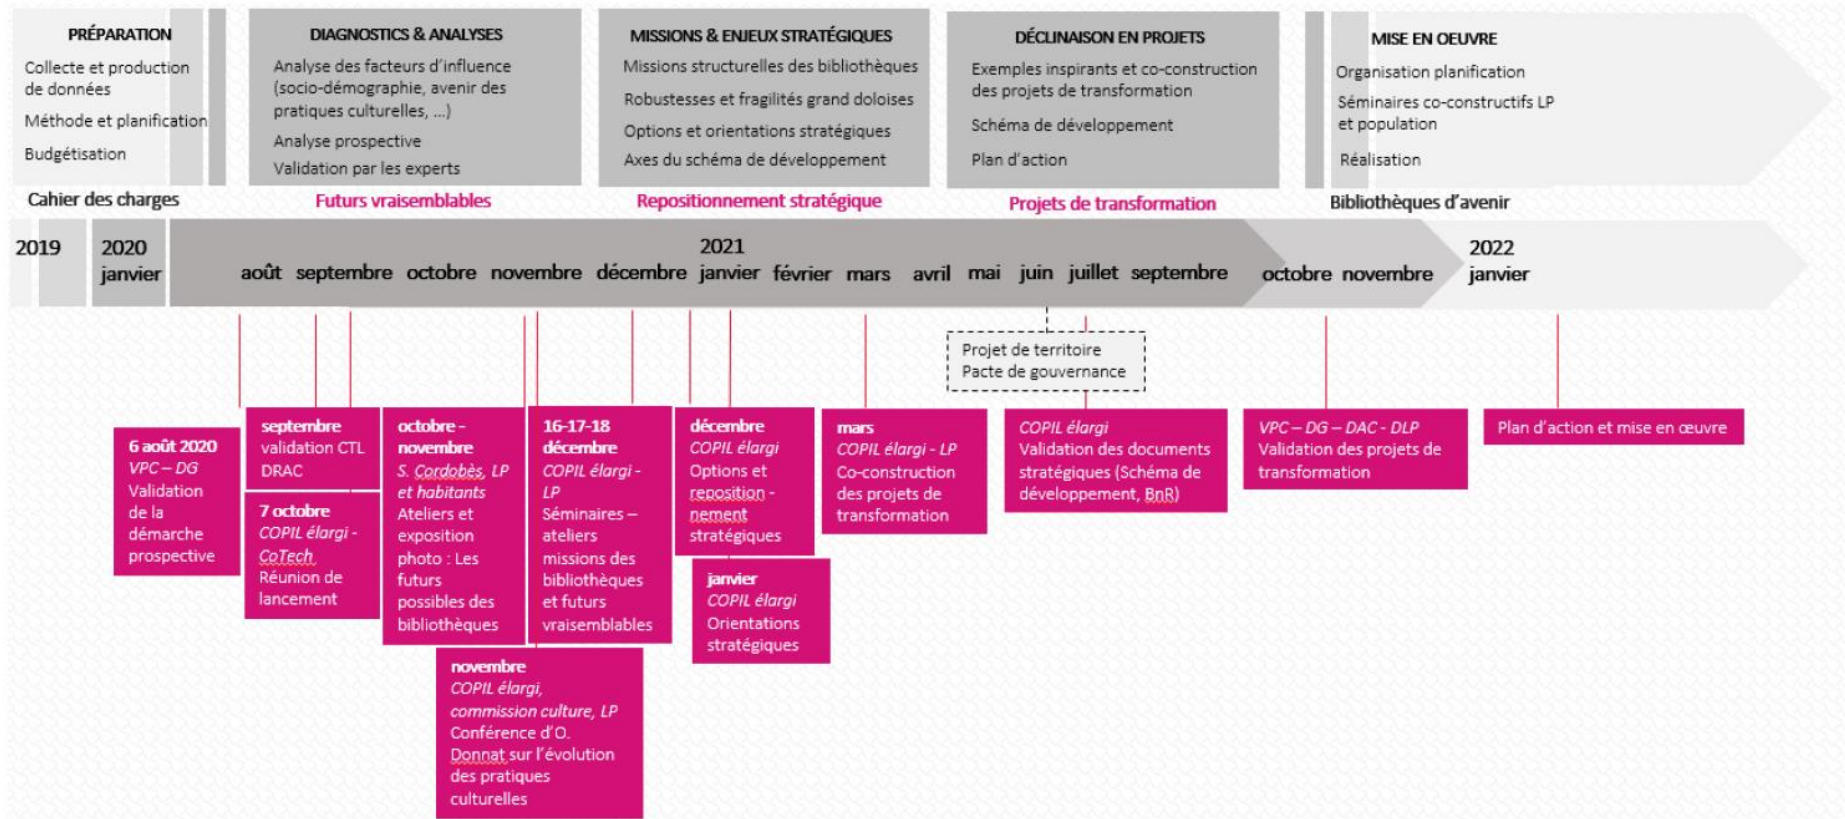 PRÉPARATION
Collecte et production
de données
Méthode et planification
Budgétisation
Cahier des charges
DIAGNOSTICS & ANALYSES
Analyse des facteurs d'influence
(socio-démographie, avenir des
pratiques culturelles, ...)
Analyse prospective
Validation par les experts
Futurs vraisemblables
MISSIONS & ENJEUX STRATÉGIQUES
Missions structurelles des bibliothèques
Robustesses et fragilités grand doloises
Options et orientations stratégiques
Axes du schéma de développement
Repositionnement stratégique
DÉCLINAISON EN PROJETS
Exemples inspirants et co-construction
des projets de transformation
Schéma de développement
Plan d'action
Projets de transformation
MISE EN OEUVRE
Organisation planification
Séminaires co-constructifs LP
et population
Réalisation
Bibliothèques d'avenir
2019
2020
janvier
août septembre octobre novembre décembre
2021
janvier février mars avril mai juin juillet septembre
octobre novembre
2022
janvier
Projet de territoire
Pacte de gouvernance
6 août 2020
VPC – DG
Validation
de la
démarche
prospective
septembre
validation CTL
DRAC
7 octobre
COPIL élargi -
CoTech
Réunion de
lancement
octobre -
novembre
S. Cordobès, LP
et habitants
Ateliers et
exposition
photo : Les
futurs
possibles des
bibliothèques
novembre
COPIL élargi,
commission culture, LP
Conférence d'O.
Donnat sur l'évolution
des pratiques
culturelles
16-17-18
décembre
COPIL élargi -
LP
Séminaires –
ateliers
missions des
bibliothèques
et futurs
vraisemblables
décembre
COPIL élargi
Options et
reposition -
nement
stratégiques
janvier
COPIL élargi
Orientations
stratégiques
mars
COPIL élargi - LP
Co-construction
des projets de
transformation
COPIL élargi
Validation des documents
stratégiques (Schéma de
développement, BnR)
VPC – DG – DAC - DLP
Validation des projets de
transformation
Plan d'action et mise en œuvre